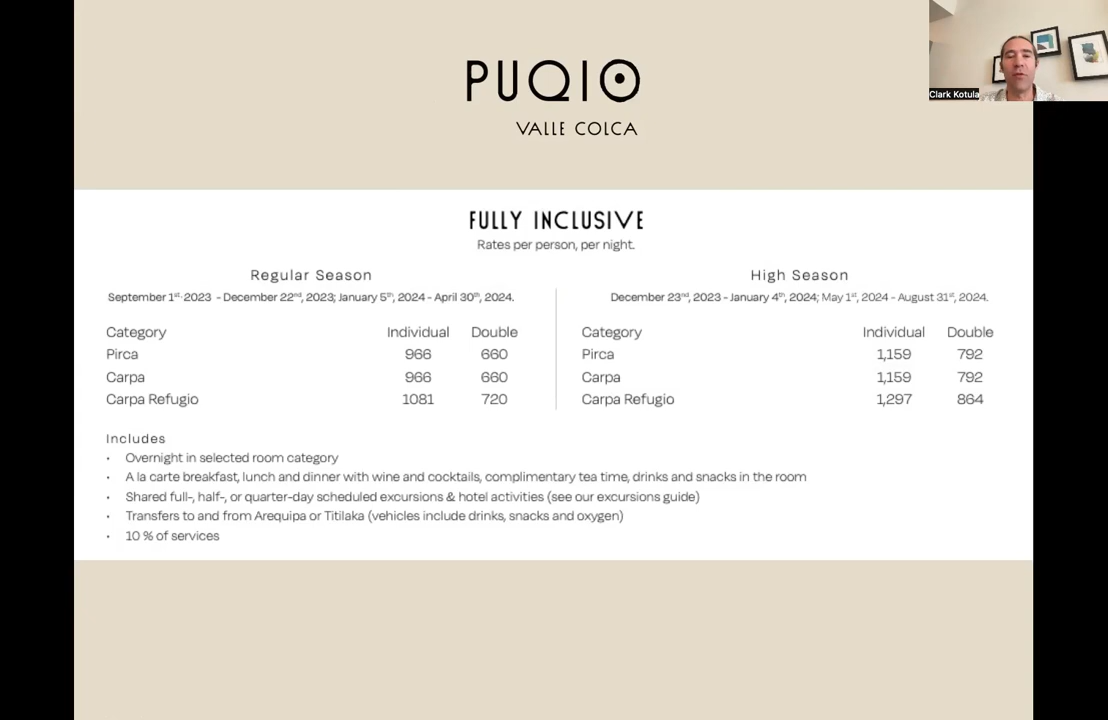 PUQIO
VALLE COLCA
Clark Kotula
FULLY INCLUSIVE
Rates per person, per night.
Regular Season
September 1st, 2023 - December 22nd, 2023; January 5th, 2024 - April 30th, 2024.
Category Individual Double
Pirca 966 660
Carpa 966 660
Carpa Refugio 1081 720
High Season
December 23rd, 2023 - January 4th, 2024; May 1st, 2024 - August 31st, 2024.
Category Individual Double
Pirca 1,159 792
Carpa 1,159 792
Carpa Refugio 1,297 864
Includes
• Overnight in selected room category
• A la carte breakfast, lunch and dinner with wine and cocktails, complimentary tea time, drinks and snacks in the room
• Shared full-, half-, or quarter-day scheduled excursions & hotel activities (see our excursions guide)
• Transfers to and from Arequipa or Titilaka (vehicles include drinks, snacks and oxygen)
• 10 % of services